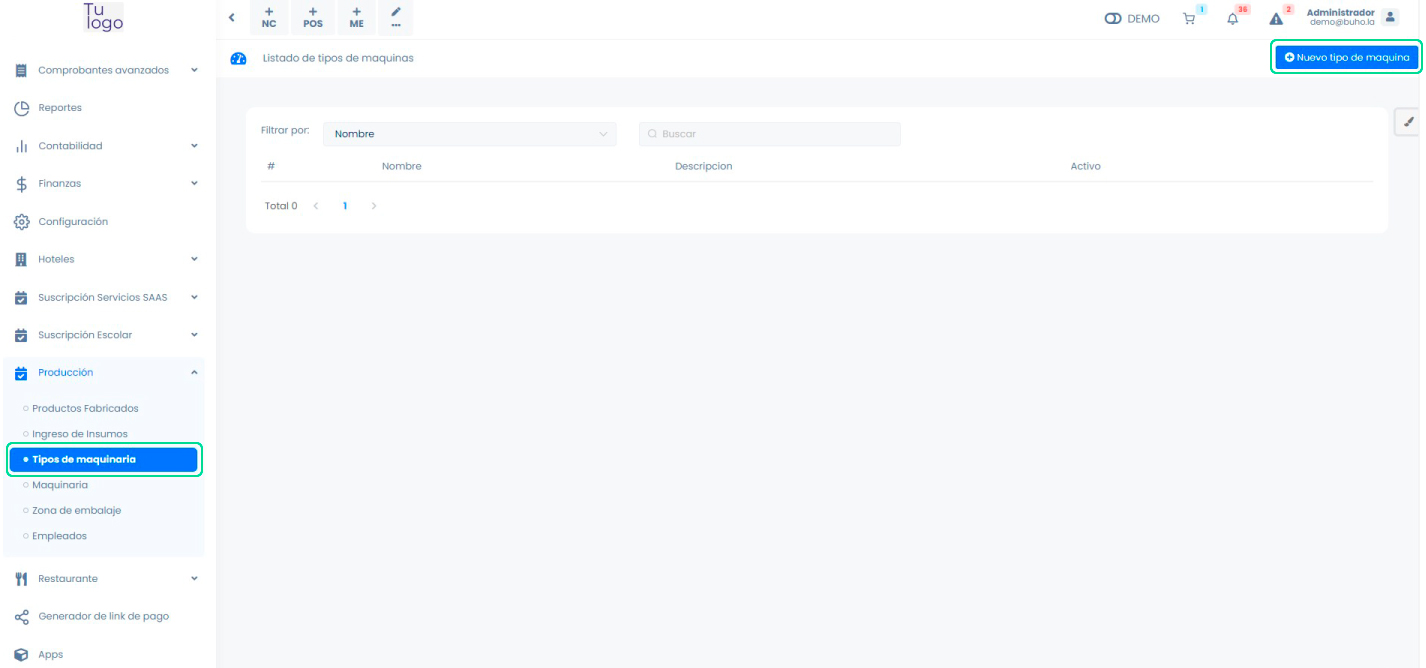 Tu
logo
NC
POS
ME
...
DEMO
1
36
2
Administrador
demo@buho.la
Listado de tipos de maquinas
Nuevo tipo de maquina
Comprobantes avanzados
Reportes
Contabilidad
Finanzas
Configuración
Hoteles
Suscripción Servicios SAAS
Suscripción Escolar
Producción
Productos Fabricados
Ingreso de Insumos
Tipos de maquinaria
Maquinaria
Zona de embalaje
Empleados
Restaurante
Generador de link de pago
Apps
Filtrar por: Nombre Buscar
# Nombre Descripcion Activo
Total 0 1